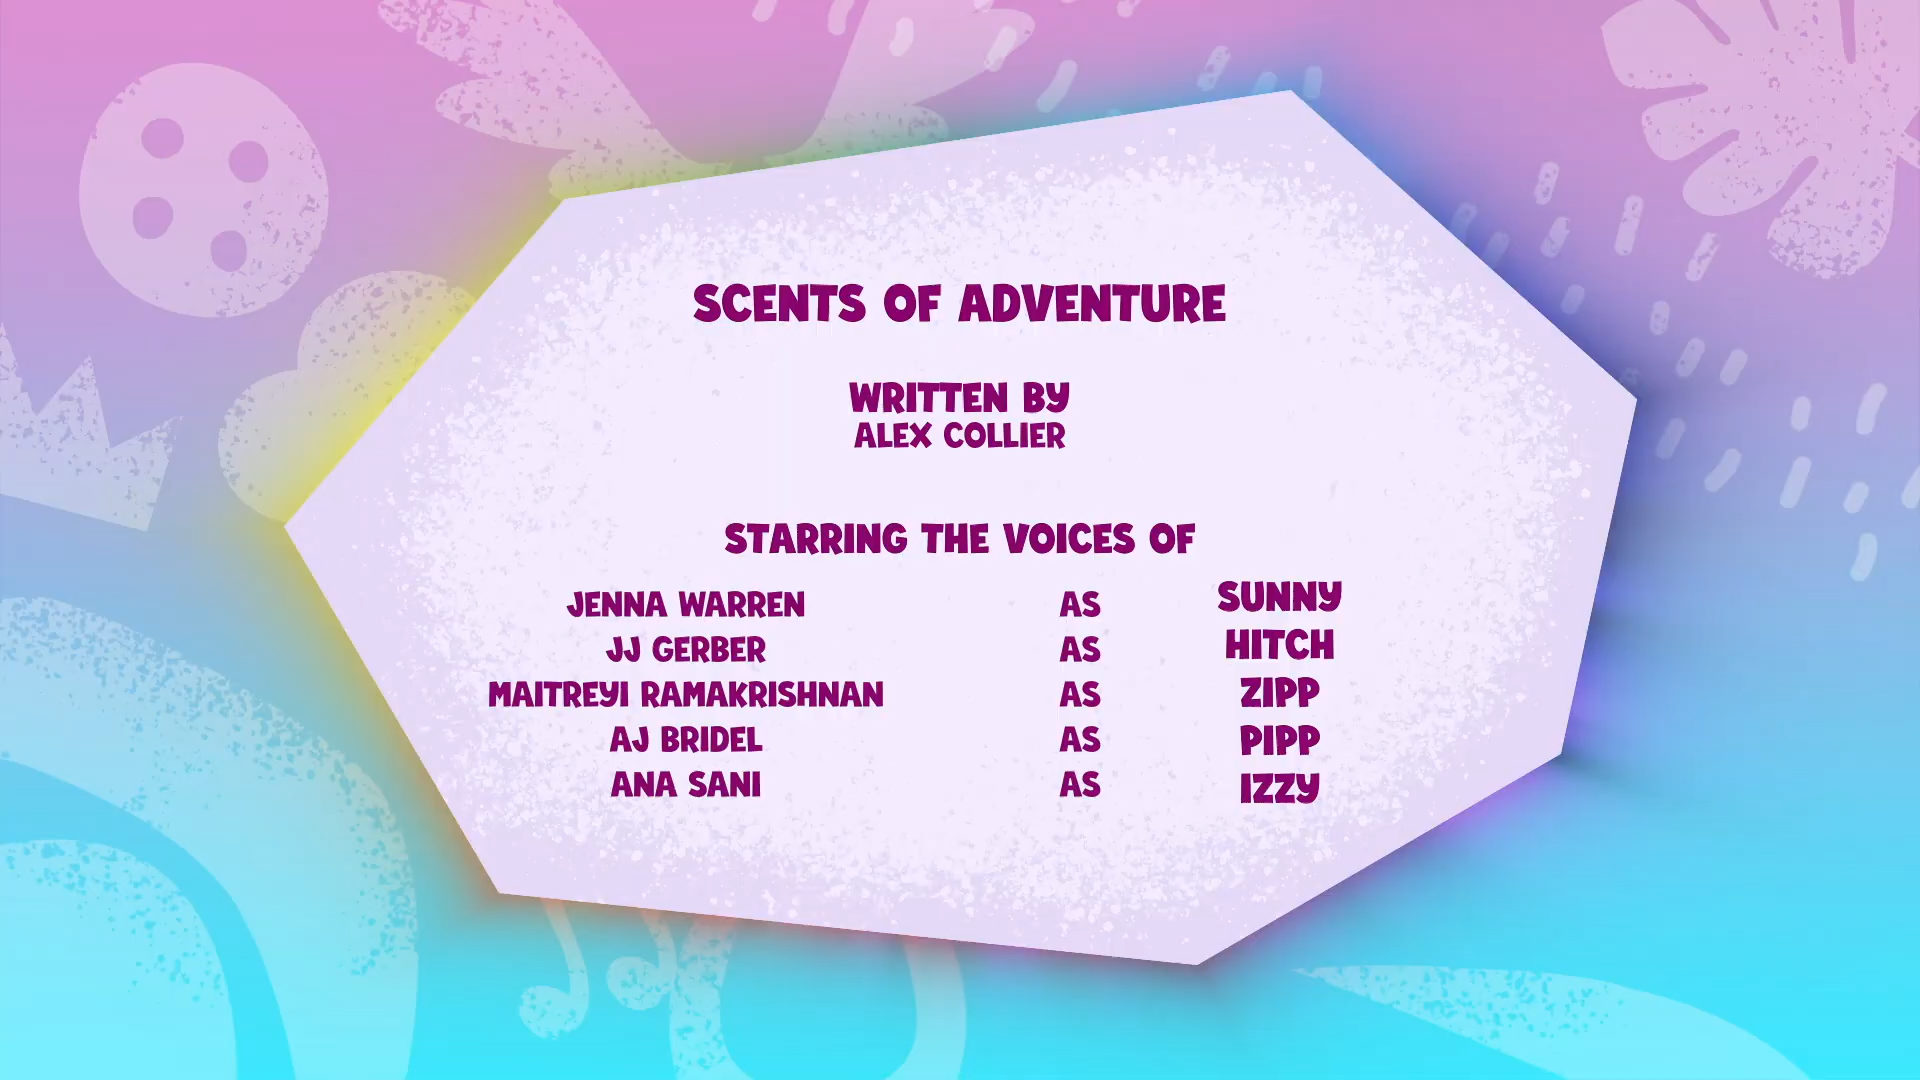 SCENTS OF ADVENTURE
WRITTEN BY
ALEX COLLIER
STARRING THE VOICES OF
JENNA WARREN AS SUNNY
JJ GERBER AS HITCH
MAITREYI RAMAKRISHNAN AS ZIPP
AJ BRIDEL AS PIPP
ANA SANI AS IZZY